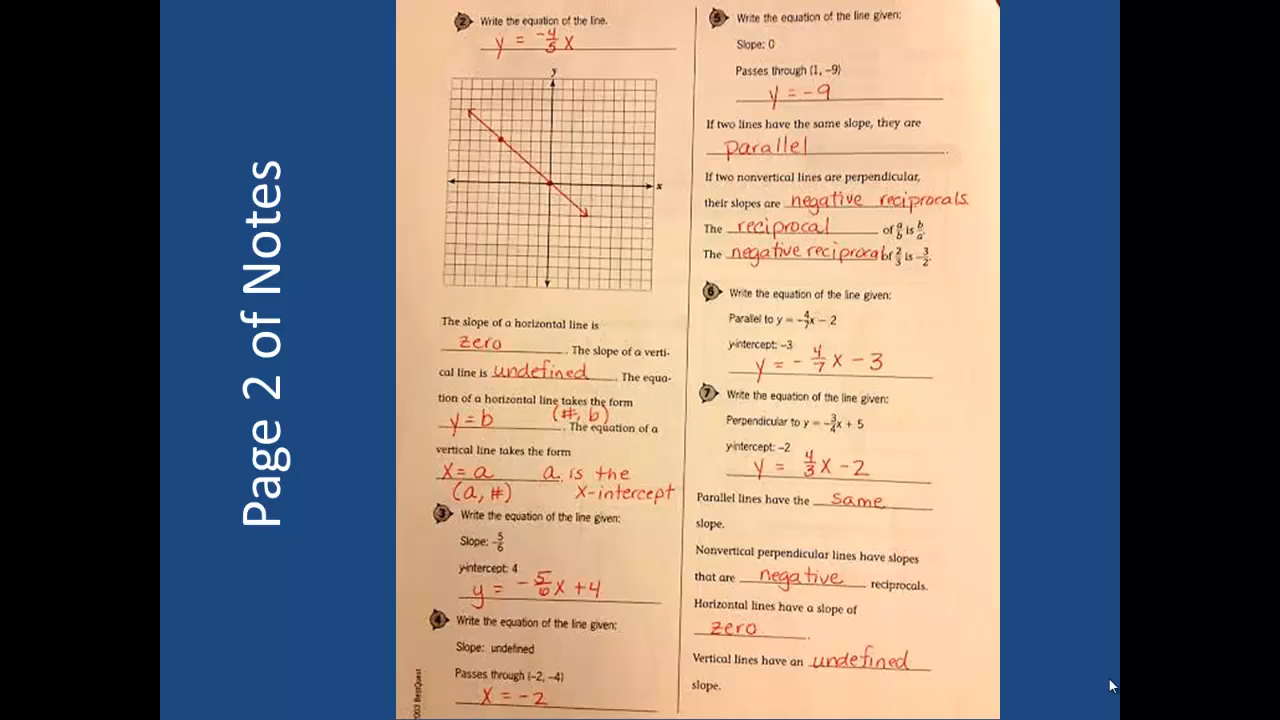 Page 2 of Notes
2 Write the equation of the line.
y = -4/5 x
y
x
The slope of a horizontal line is
zero. The slope of a verti-
cal line is undefined. The equa-
tion of a horizontal line takes the form
y = b (#, b). The equation of a
vertical line takes the form
x = a a is the
(a, #) x-intercept
3 Write the equation of the line given:
Slope: -5/6
y-intercept: 4
y = -5/6 x + 4
4 Write the equation of the line given:
Slope: undefined
Passes through (-2, -4)
x = -2
2003 BestQuest
5 Write the equation of the line given:
Slope: 0
Passes through (1, -9)
y = -9
If two lines have the same slope, they are
parallel.
If two nonvertical lines are perpendicular,
their slopes are negative reciprocals.
The reciprocal of a/b is b/a.
The negative reciprocal of 2/3 is -3/2.
6 Write the equation of the line given:
Parallel to y = -4/7x - 2
y-intercept: -3
y = -4/7 x - 3
7 Write the equation of the line given:
Perpendicular to y = -3/4x + 5
y-intercept: -2
y = 4/3 x - 2
Parallel lines have the same
slope.
Nonvertical perpendicular lines have slopes
that are negative reciprocals.
Horizontal lines have a slope of
zero.
Vertical lines have an undefined
slope.